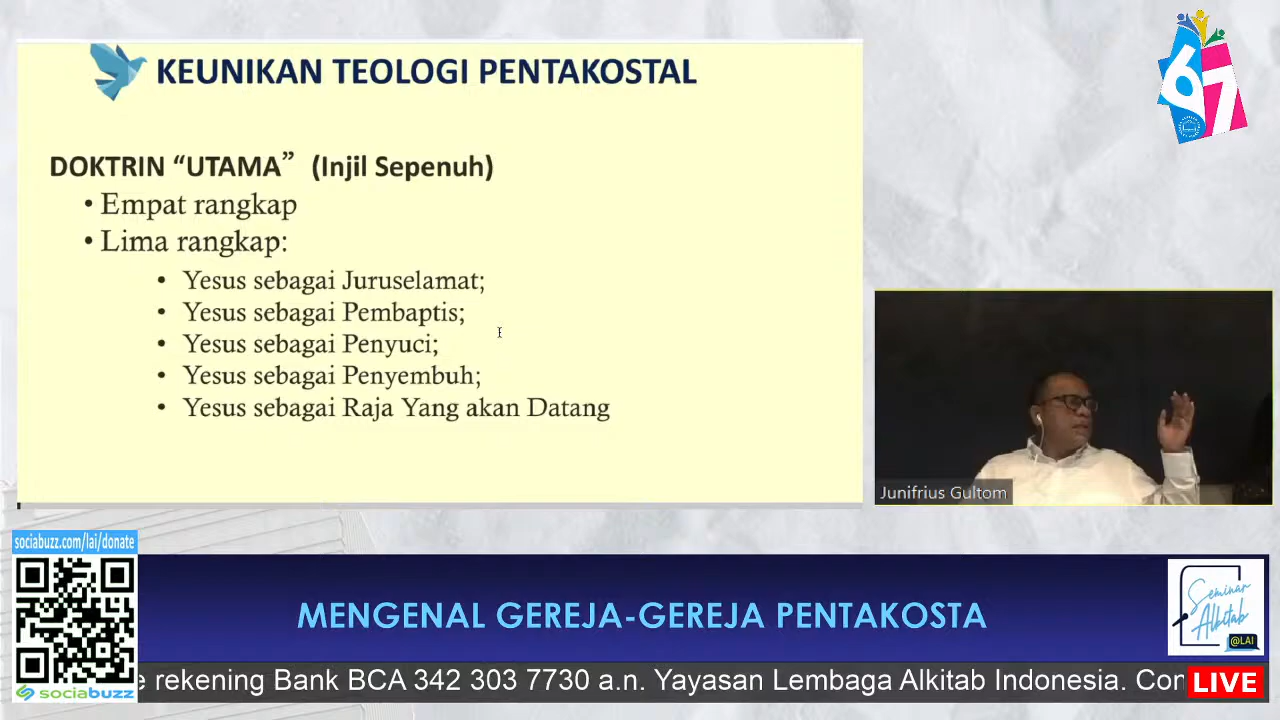 KEUNIKAN TEOLOGI PENTAKOSTAL
DOKTRIN “UTAMA” (Injil Sepenuh)
• Empat rangkap
• Lima rangkap:
• Yesus sebagai Juruselamat;
• Yesus sebagai Pembaptis;
• Yesus sebagai Penyuci;
• Yesus sebagai Penyembuh;
• Yesus sebagai Raja Yang akan Datang
67
Junifrius Gultom
sociabuzz.com/lai/donate
sociabuzz
MENGENAL GEREJA-GEREJA PENTAKOSTA
Seminar
Alkitab
@LAI
e rekening Bank BCA 342 303 7730 a.n. Yayasan Lembaga Alkitab Indonesia. Con
LIVE